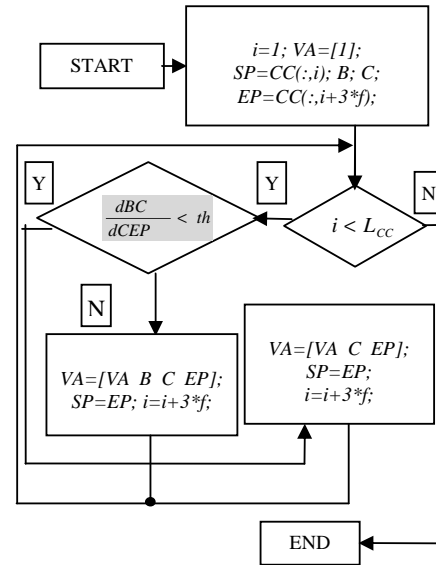 START
i=1; VA=[1];
SP=CC(:,i); B; C;
EP=CC(:,i+3*f);
Y
Y
N
dBC
dCEP
< th
i < L_CC
N
VA=[VA B C EP];
SP=EP; i=i+3*f;
VA=[VA C EP];
SP=EP;
i=i+3*f;
END